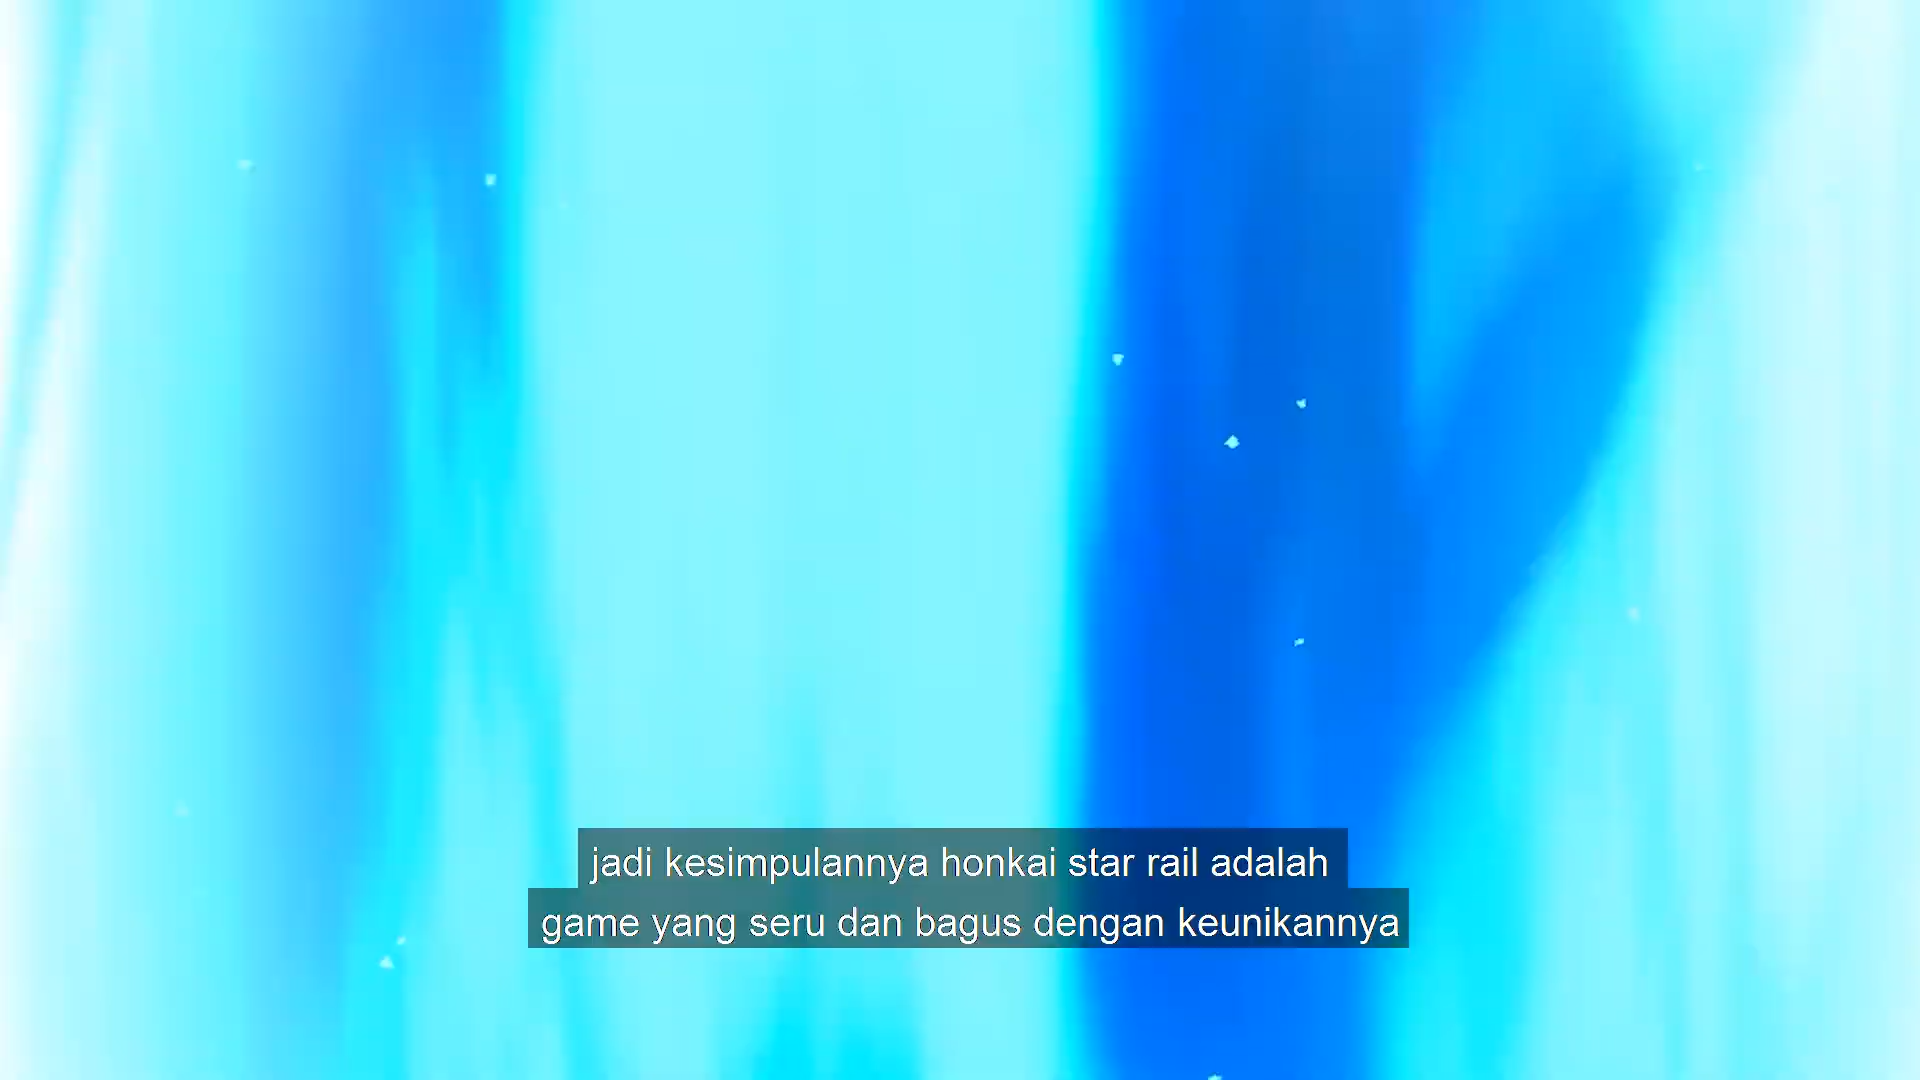 jadi kesimpulannya honkai star rail adalah
game yang seru dan bagus dengan keunikannya